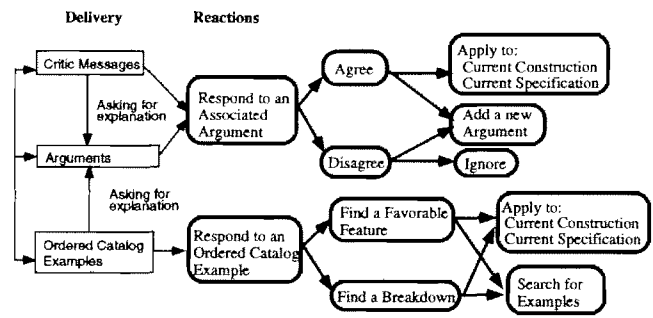 Delivery
Reactions
Critic Messages
Asking for
explanation
Arguments
Asking for
explanation
Ordered Catalog
Examples
Respond to an
Associated
Argument
Agree
Disagree
Apply to:
Current Construction
Current Specification
Add a new
Argument
Ignore
Respond to an
Ordered Catalog
Example
Find a Favorable
Feature
Find a Breakdown
Apply to:
Current Construction
Current Specification
Search for
Examples